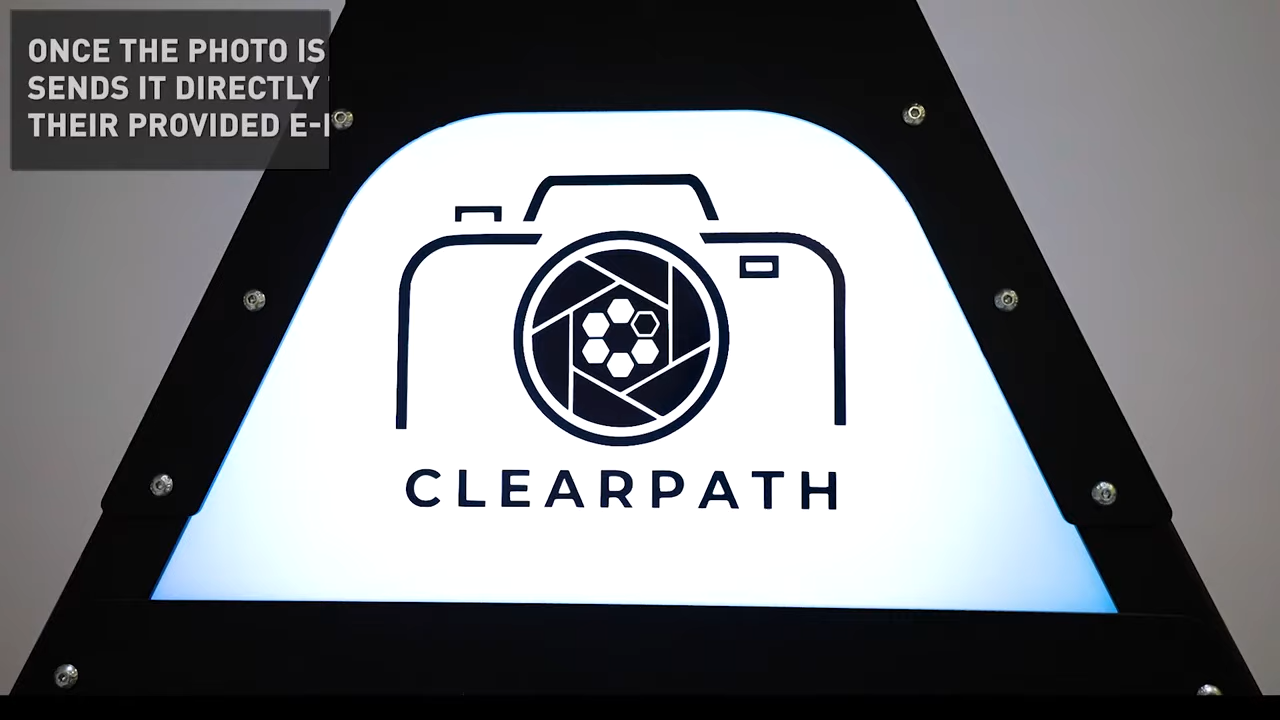 ONCE THE PHOTO IS
SENDS IT DIRECTLY
THEIR PROVIDED E-
CLEARPATH